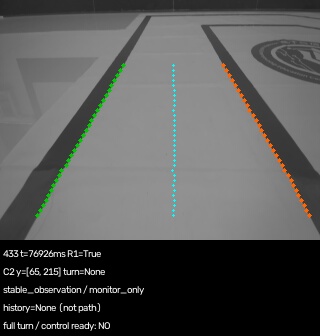 433 t=76926ms R1=True
C2 y=[65, 215] turn=None
stable_observation / monitor_only
history=None (not path)
full turn / control ready: NO